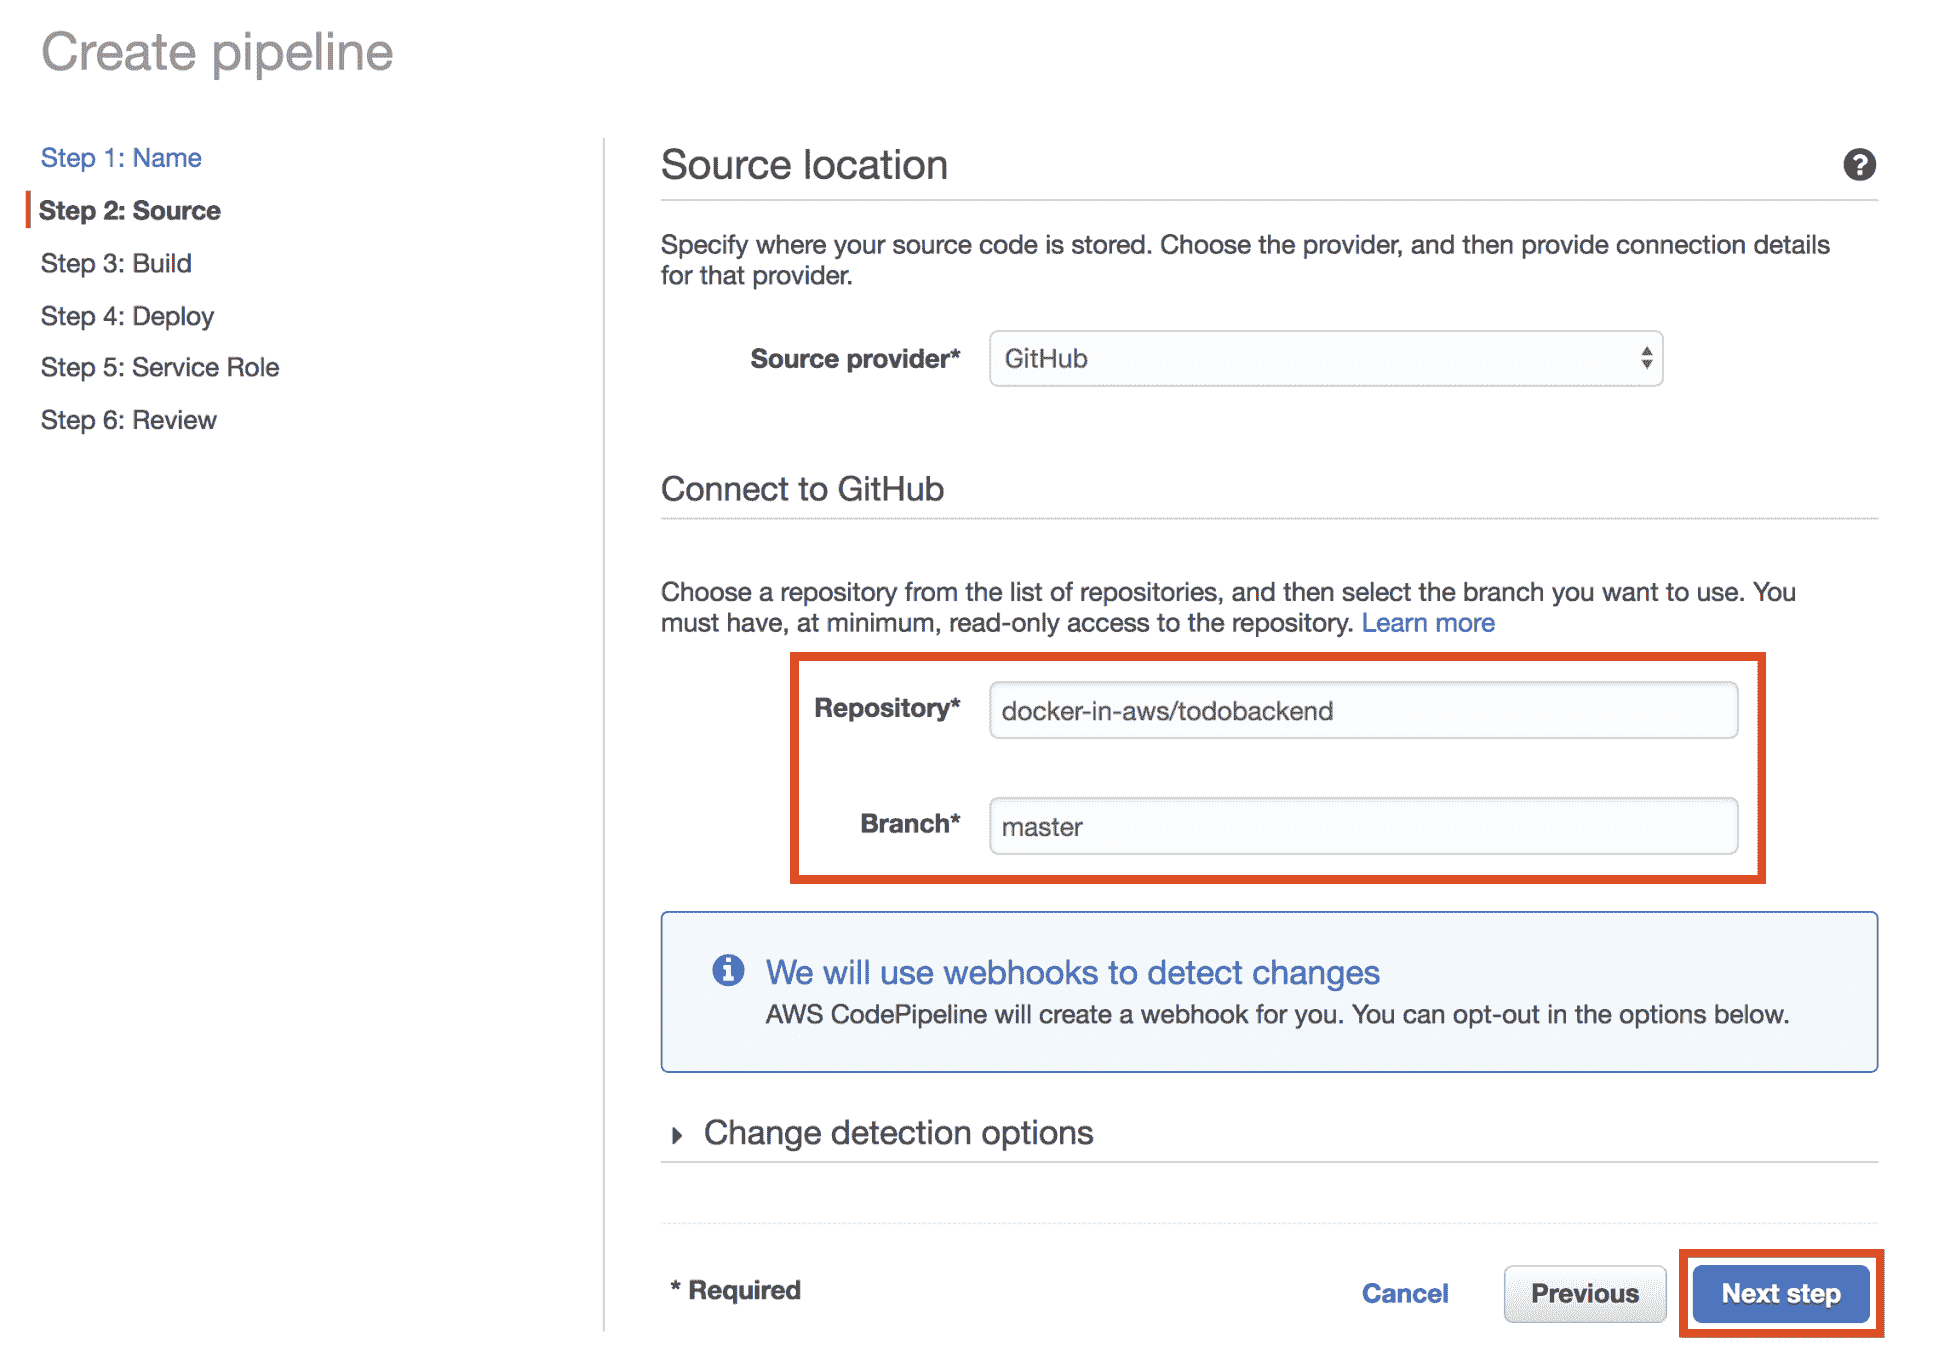 Create pipeline
Step 1: Name
Step 2: Source
Step 3: Build
Step 4: Deploy
Step 5: Service Role
Step 6: Review
Source location
?
Specify where your source code is stored. Choose the provider, and then provide connection details
for that provider.
Source provider* GitHub
Connect to GitHub
Choose a repository from the list of repositories, and then select the branch you want to use. You
must have, at minimum, read-only access to the repository. Learn more
Repository* docker-in-aws/todobackend
Branch* master
We will use webhooks to detect changes
AWS CodePipeline will create a webhook for you. You can opt-out in the options below.
Change detection options
* Required Cancel Previous Next step